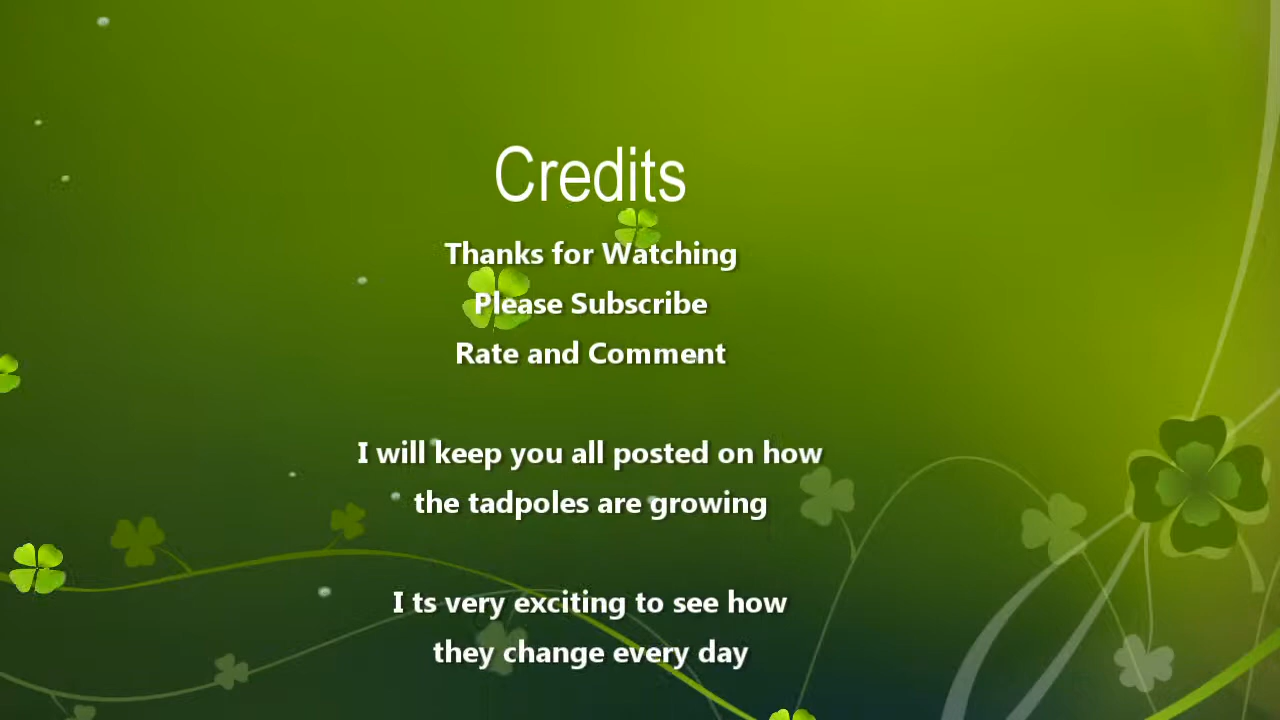 Credits
Thanks for Watching
Please Subscribe
Rate and Comment
I will keep you all posted on how
the tadpoles are growing
I ts very exciting to see how
they change every day